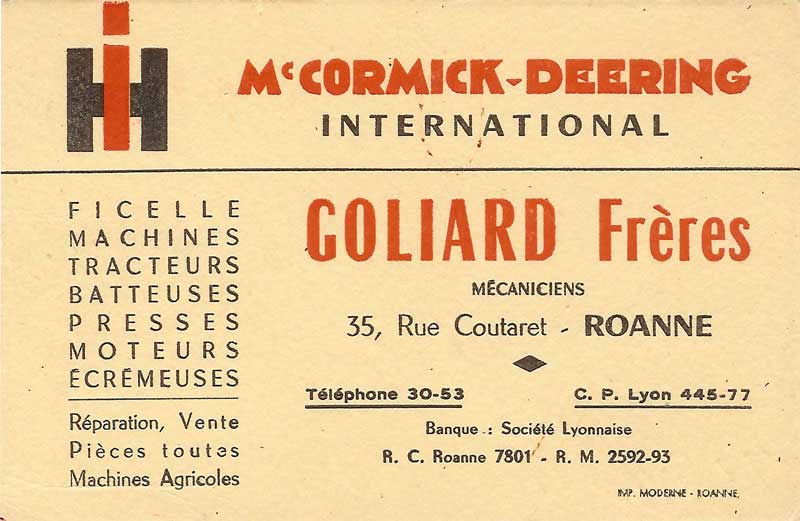 IH
McCORMICK-DEERING
INTERNATIONAL
FICELLE
MACHINES
TRACTEURS
BATTEUSES
PRESSES
MOTEURS
ÉCRÉMEUSES
Réparation, Vente
Pièces toutes
Machines Agricoles
GOLIARD Frères
MÉCANICIENS
35, Rue Coutaret - ROANNE
Téléphone 30-53
C. P. Lyon 445-77
Banque : Société Lyonnaise
R. C. Roanne 7801 - R. M. 2592-93
IMP. MODERNE - ROANNE.